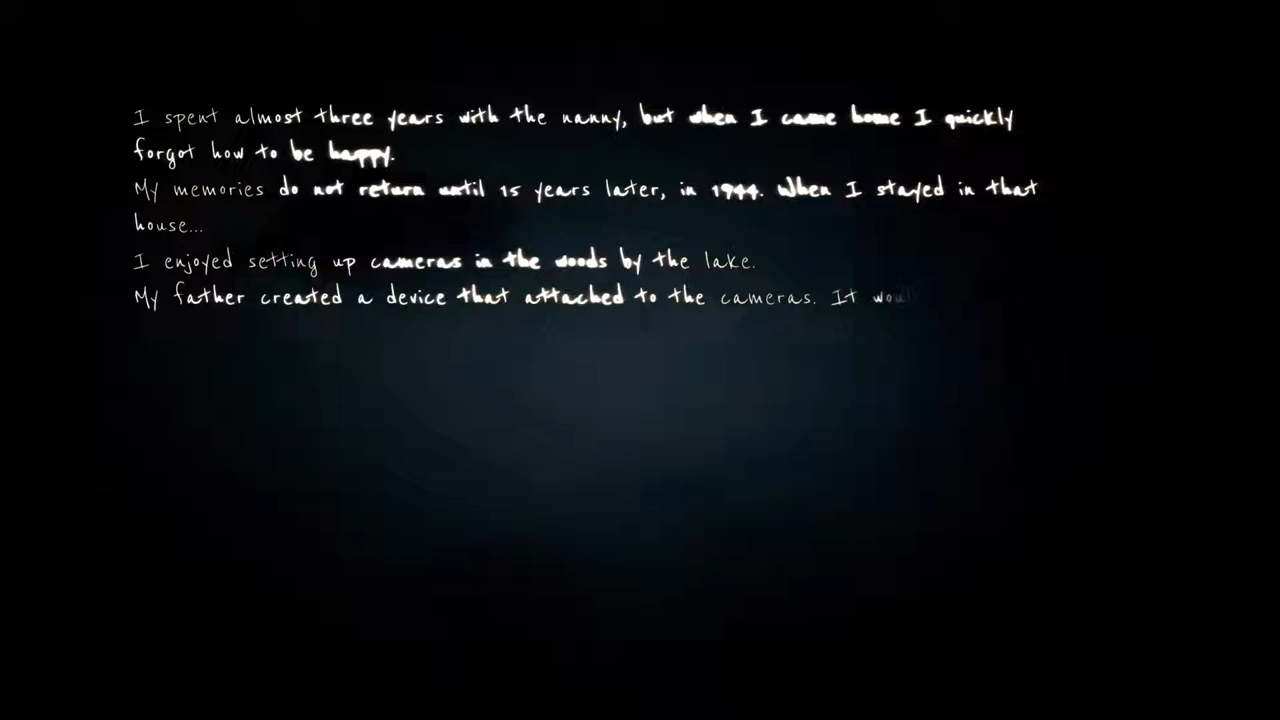 I spent almost three years with the nanny, but when I came home I quickly
forgot how to be happy.
My memories do not return until 15 years later, in 1944. When I stayed in that
house...
I enjoyed setting up cameras in the woods by the lake.
My father created a device that attached to the cameras. It